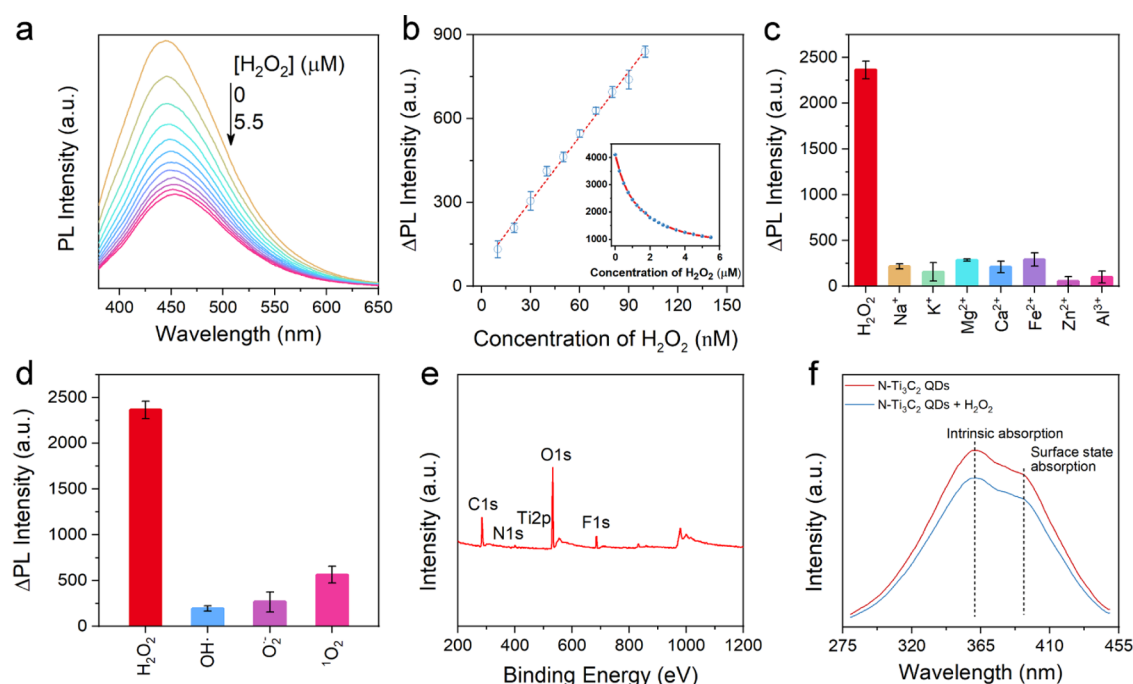 a
PL Intensity (a.u.)
[H₂O₂] (μM)
0
5.5
400 450 500 550 600 650
Wavelength (nm)
b
ΔPL Intensity (a.u.)
900
600
300
0
0 30 60 90 120 150
Concentration of H₂O₂ (nM)
4000
3000
2000
1000
0 2 4 6
Concentration of H₂O₂ (μM)
c
ΔPL Intensity (a.u.)
2500
2000
1500
1000
500
0
H₂O₂ Na⁺ K⁺ Mg²⁺ Ca²⁺ Fe²⁺ Zn²⁺ Al³⁺
d
ΔPL Intensity (a.u.)
2500
2000
1500
1000
500
0
H₂O₂ OH· O₂·⁻ ¹O₂
e
Intensity (a.u.)
C1s
N1s
Ti2p
O1s
F1s
200 400 600 800 1000 1200
Binding Energy (eV)
f
Intensity (a.u.)
N-Ti₃C₂ QDs
N-Ti₃C₂ QDs + H₂O₂
Intrinsic absorption
Surface state
absorption
275 320 365 410 455
Wavelength (nm)